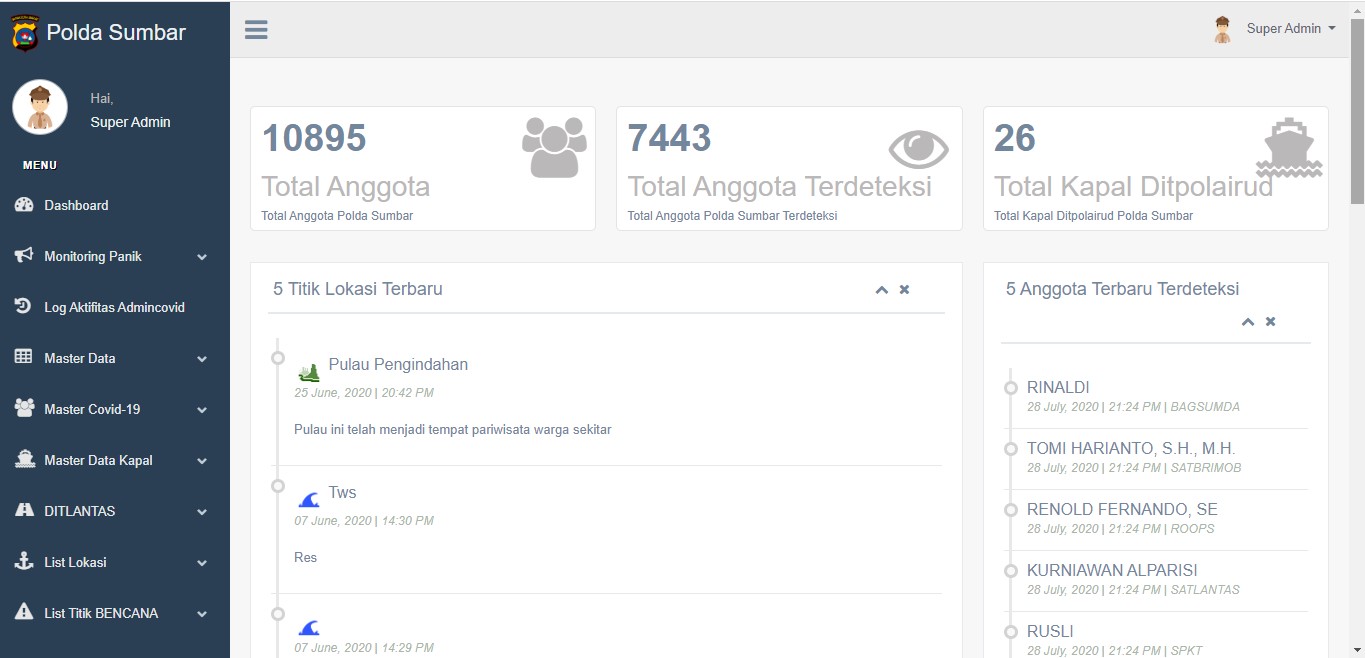 Polda Sumbar
Hai,
Super Admin
MENU
Dashboard
Monitoring Panik
Log Aktifitas Admincovid
Master Data
Master Covid-19
Master Data Kapal
DITLANTAS
List Lokasi
List Titik BENCANA
Super Admin
10895
Total Anggota
Total Anggota Polda Sumbar
7443
Total Anggota Terdeteksi
Total Anggota Polda Sumbar Terdeteksi
26
Total Kapal Ditpolairud
Total Kapal Ditpolairud Polda Sumbar
5 Titik Lokasi Terbaru
Pulau Pengindahan
25 June, 2020 | 20:42 PM
Pulau ini telah menjadi tempat pariwisata warga sekitar
Tws
07 June, 2020 | 14:30 PM
Res
07 June, 2020 | 14:29 PM
5 Anggota Terbaru Terdeteksi
RINALDI
28 July, 2020 | 21:24 PM | BAGSUMDA
TOMI HARIANTO, S.H., M.H.
28 July, 2020 | 21:24 PM | SATBRIMOB
RENOLD FERNANDO, SE
28 July, 2020 | 21:24 PM | ROOPS
KURNIAWAN ALPARISI
28 July, 2020 | 21:24 PM | SATLANTAS
RUSLI
28 July, 2020 | 21:24 PM | SPKT